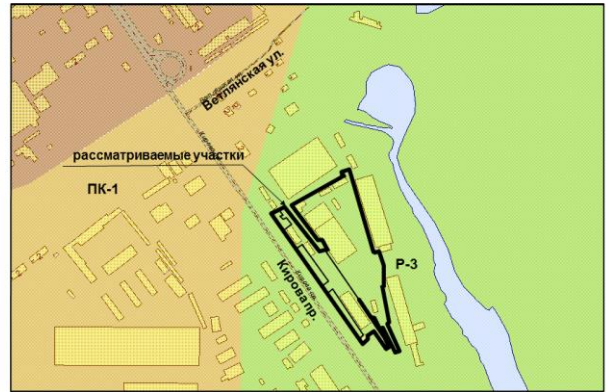 Ветлянская ул.
рассматриваемые участки
ПК-1
Р-3
Кирова пр.